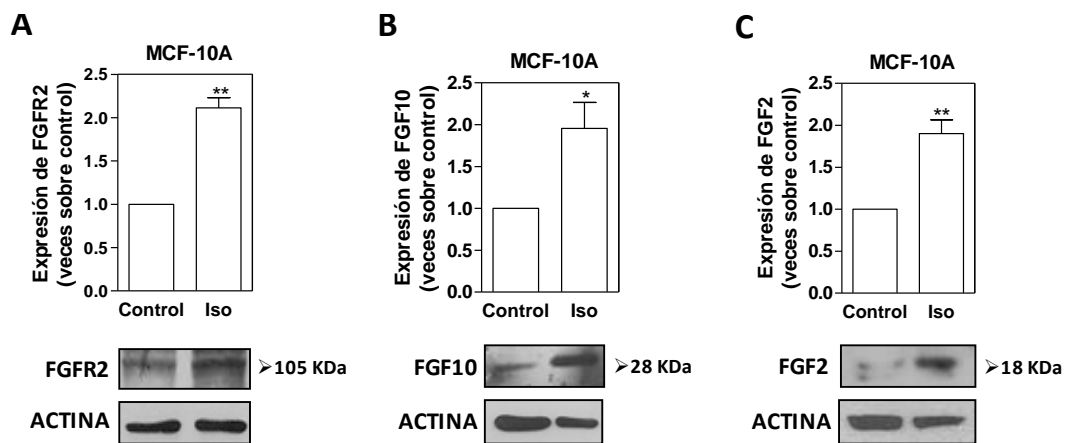 A
MCF-10A
Expresión de FGFR2
(veces sobre control)
2.5
2.0
1.5
1.0
0.5
0.0
**
Control Iso
FGFR2
➢105 KDa
ACTINA
B
MCF-10A
Expresión de FGF10
(veces sobre control)
2.5
2.0
1.5
1.0
0.5
0.0
*
Control Iso
FGF10
➢28 KDa
ACTINA
C
MCF-10A
Expresión de FGF2
(veces sobre control)
2.5
2.0
1.5
1.0
0.5
0.0
**
Control Iso
FGF2
➢18 KDa
ACTINA